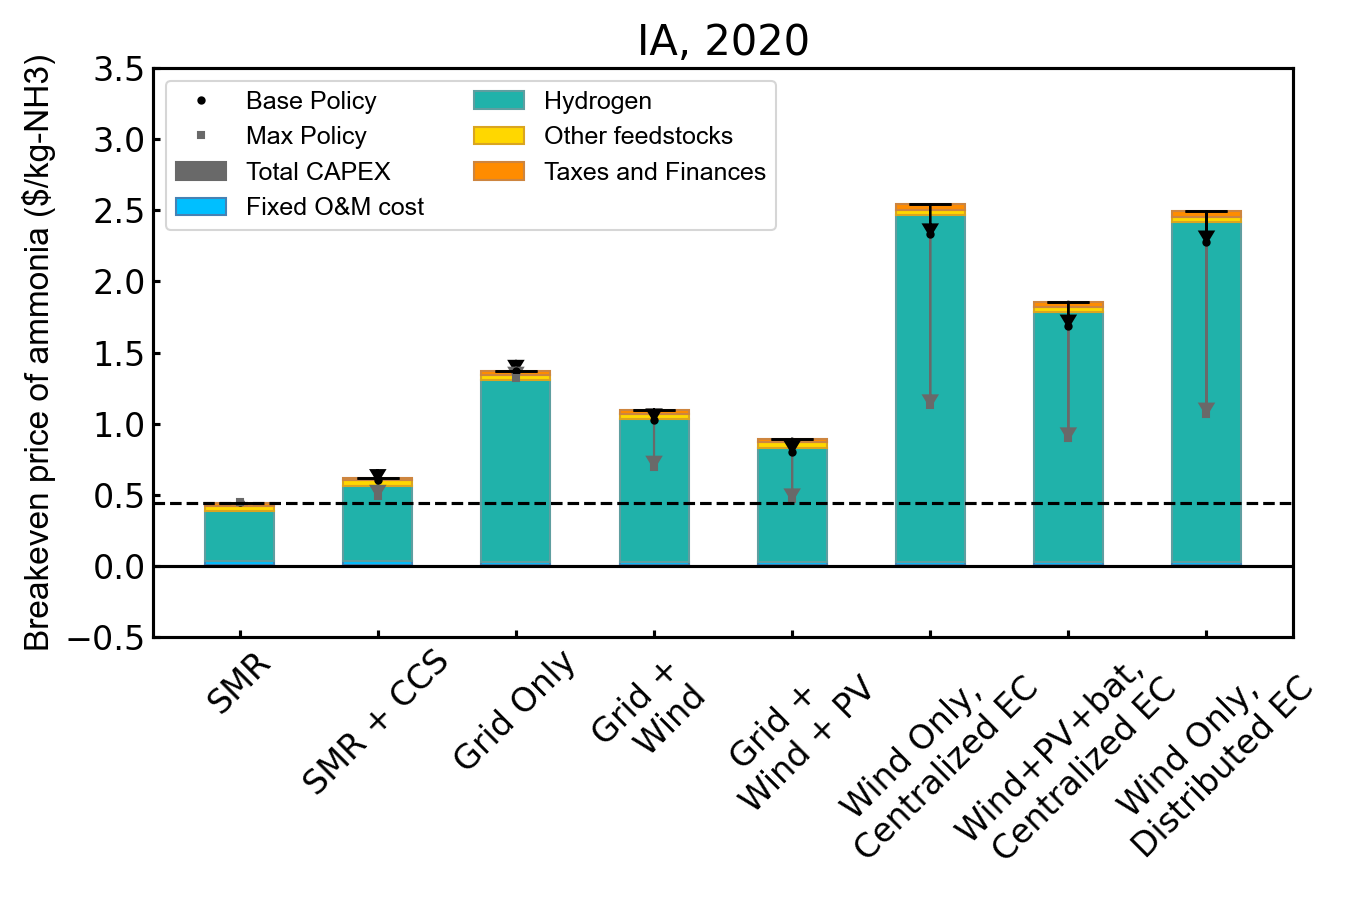 IA, 2020
Breakeven price of ammonia ($/kg-NH3)
3.5
3.0
2.5
2.0
1.5
1.0
0.5
0.0
−0.5
Base Policy
Max Policy
Total CAPEX
Fixed O&M cost
Hydrogen
Other feedstocks
Taxes and Finances
SMR
SMR + CCS
Grid Only
Grid +
Wind
Grid +
Wind + PV
Wind Only,
Centralized EC
Wind+PV+bat,
Centralized EC
Wind Only,
Distributed EC